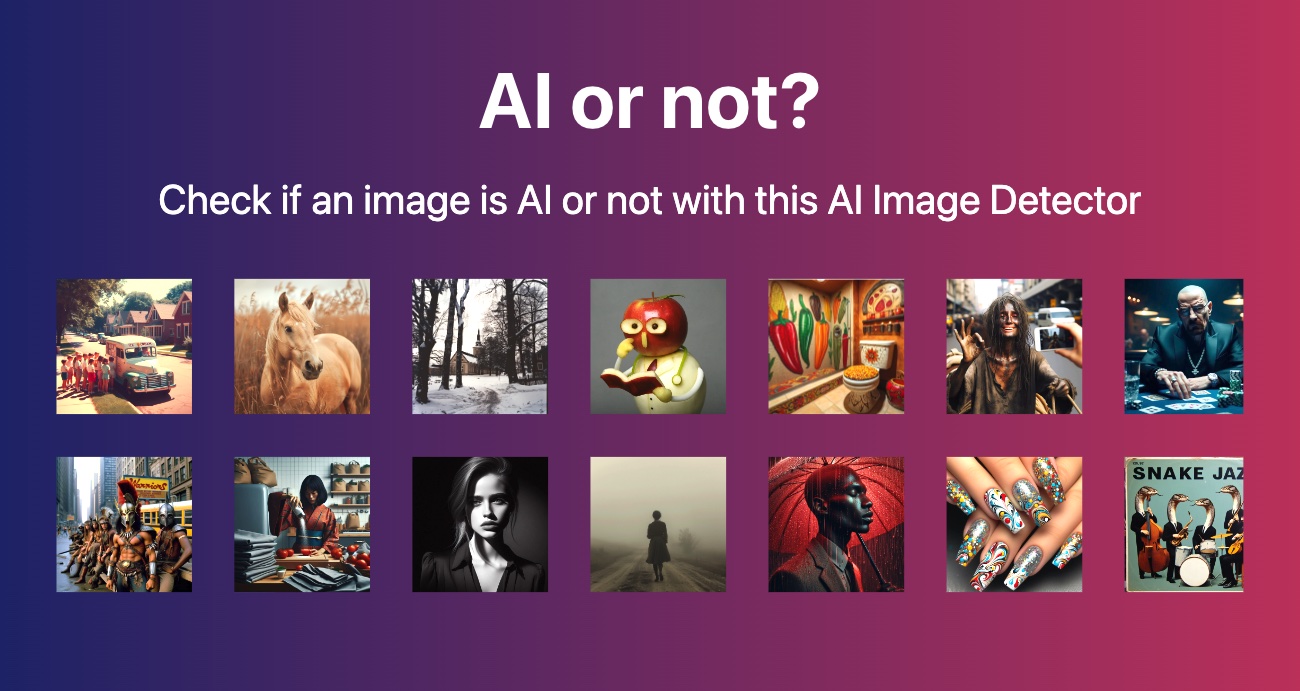 AI or not?
Check if an image is AI or not with this AI Image Detector
Warriors
SNAKE JAZ